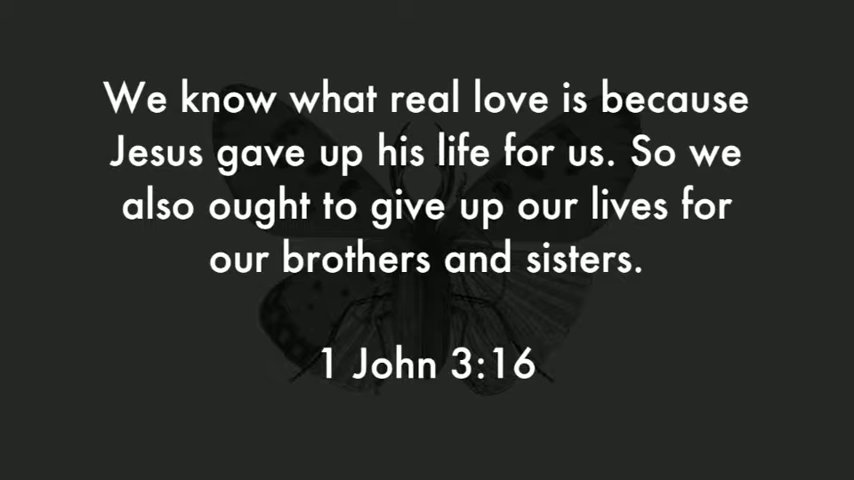 We know what real love is because
Jesus gave up his life for us. So we
also ought to give up our lives for
our brothers and sisters.
1 John 3:16